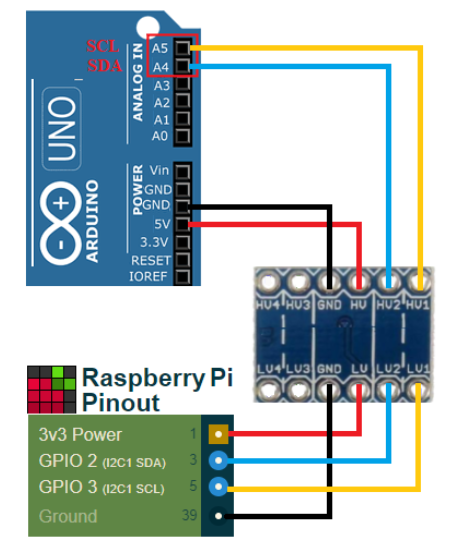 SCL
SDA
UNO
ARDUINO
ANALOG IN
A5
A4
A3
A2
A1
A0
POWER
Vin
GND
GND
5V
3.3V
RESET
IOREF
HV4 HV3 GND HV HV2 HV1
LV4 LV3 GND LV LV2 LV1
Raspberry Pi
Pinout
3v3 Power 1
GPIO 2 (I2C1 SDA) 3
GPIO 3 (I2C1 SCL) 5
Ground 39